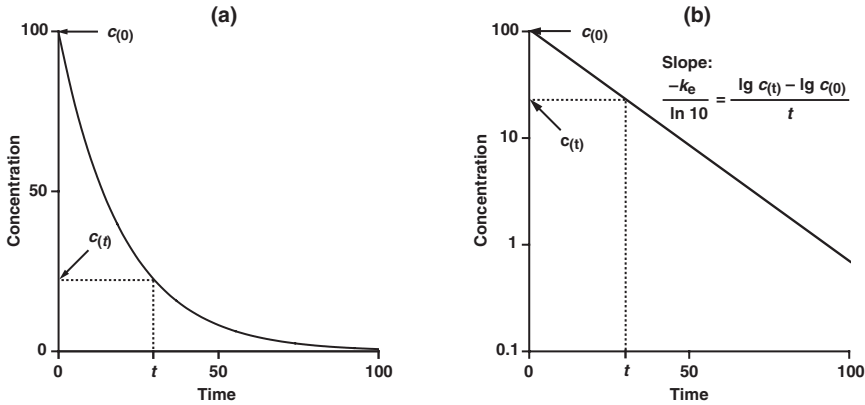 (a)
100
c(0)
50
c(t)
0
0
t
50
100
Concentration
Time
(b)
100
c(0)
Slope:
−ke / ln 10 = lg c(t) − lg c(0) / t
c(t)
10
1
0.1
0
t
50
100
Concentration
Time